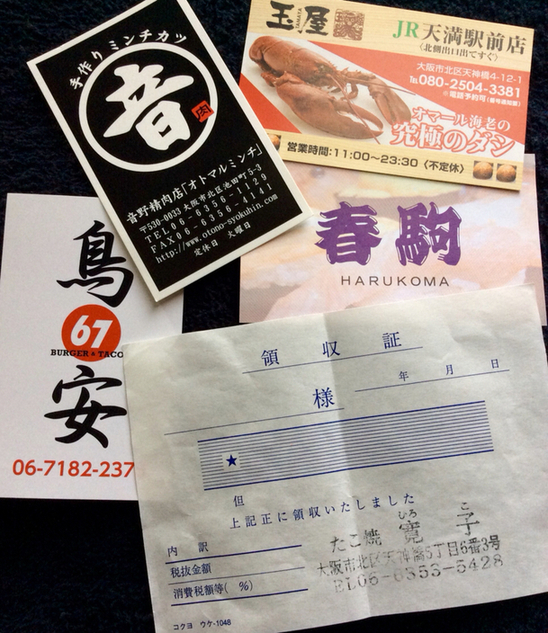 手作り ミンチカツ
音
肉
音野精肉店「オトマルミンチ」
〒530-0033 大阪市北区池田町5-3
TEL06-6356-1129
FAX06-6356-4141
http://www.otono-syokuhin.com
定休日 火曜日
玉屋
TAMAYA
JR天満駅前店
〈北側出口出てすぐ〉
大阪市北区天神橋4-12-1
℡080-2504-3381
オマール海老の
究極のダシ
営業時間:11:00〜23:30〈不定休〉
春駒
HARUKOMA
鳥
67
BURGER & TACO
安
06-7182-237
領収証
年 月 日
様
★
但
上記正に領収いたしました
内 訳
税抜金額
消費税額等( %)
コクヨ ウケ-1048
ひろ こ
たこ焼 寛子
大阪市北区天神橋5丁目6番3号
TEL06-6353-5428